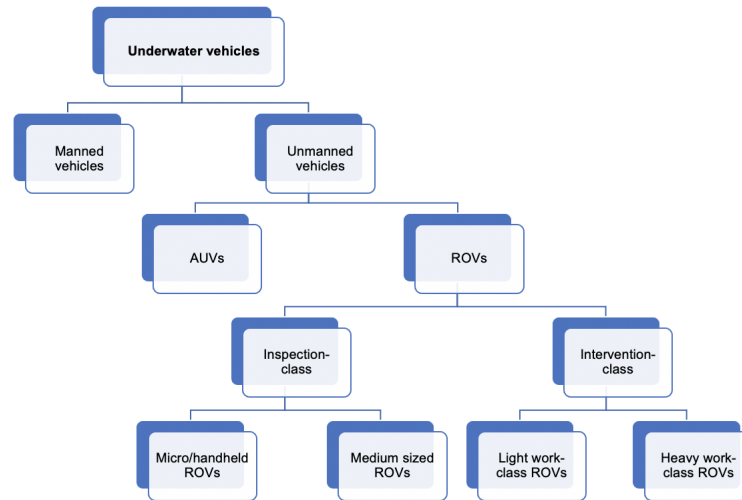 Underwater vehicles
Manned
vehicles
Unmanned
vehicles
AUVs
ROVs
Inspection-
class
Intervention-
class
Micro/handheld
ROVs
Medium sized
ROVs
Light work-
class ROVs
Heavy work-
class ROVs